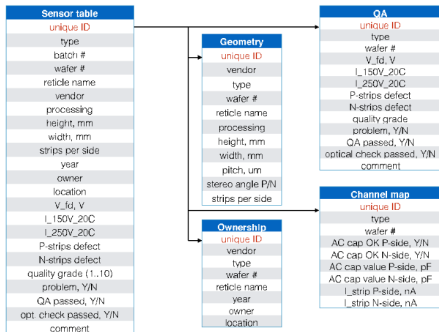 Sensor table
unique ID
type
batch #
wafer #
reticle name
vendor
processing
height, mm
width, mm
strips per side
year
owner
location
V_fd, V
I_150V_20C
I_250V_20C
P-strips defect
N-strips defect
quality grade (1..10)
problem, Y/N
QA passed, Y/N
opt. check passed, Y/N
comment
Geometry
unique ID
vendor
type
wafer #
reticle name
processing
height, mm
width, mm
pitch, um
stereo angle P/N
strips per side
Ownership
unique ID
vendor
type
wafer #
reticle name
year
owner
location
QA
unique ID
type
wafer #
V_fd, V
I_150V_20C
I_250V_20C
P-strips defect
N-strips defect
quality grade
problem, Y/N
QA passed, Y/N
optical check passed, Y/N
comment
Channel map
unique ID
type
wafer #
AC cap OK P-side, Y/N
AC cap OK N-side, Y/N
AC cap value P-side, pF
AC cap value N-side, pF
I_strip P-side, nA
I_strip N-side, nA